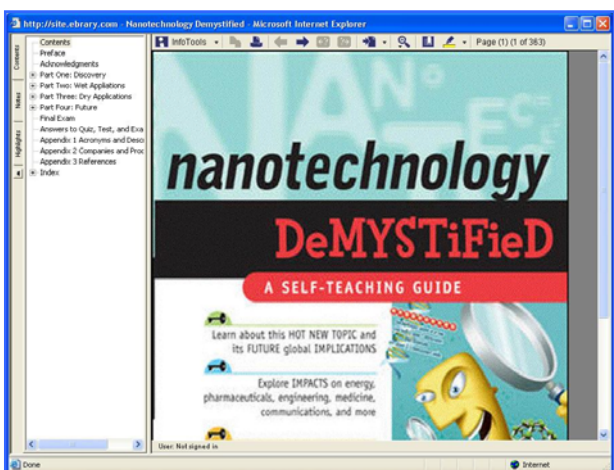 http://site.ebrary.com - Nanotechnology Demystified - Microsoft Internet Explorer
InfoTools
Page (1) (1 of 363)
Contents
Notes
Highlights
Contents
Preface
Acknowledgments
Part One: Discovery
Part Two: Wet Appliations
Part Three: Dry Applications
Part Four: Future
Final Exam
Answers to Quiz, Test, and Exa
Appendix 1 Acronyms and Desc
Appendix 2 Companies and Proc
Appendix 3 References
Index
nanotechnology
DeMYSTiFieD
A SELF-TEACHING GUIDE
Learn about this HOT NEW TOPIC and
its FUTURE global IMPLICATIONS
Explore IMPACTS on energy,
pharmaceuticals, engineering, medicine,
communications, and more
User: Not signed in
Done
Internet